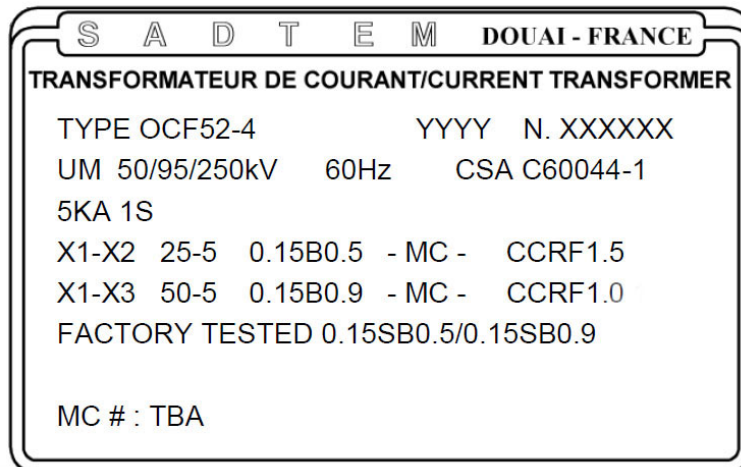 SADTEM DOUAI - FRANCE
TRANSFORMATEUR DE COURANT/CURRENT TRANSFORMER
TYPE OCF52-4 YYYY N. XXXXXX
UM 50/95/250kV 60Hz CSA C60044-1
5KA 1S
X1-X2 25-5 0.15B0.5 - MC - CCRF1.5
X1-X3 50-5 0.15B0.9 - MC - CCRF1.0
FACTORY TESTED 0.15SB0.5/0.15SB0.9
MC # : TBA